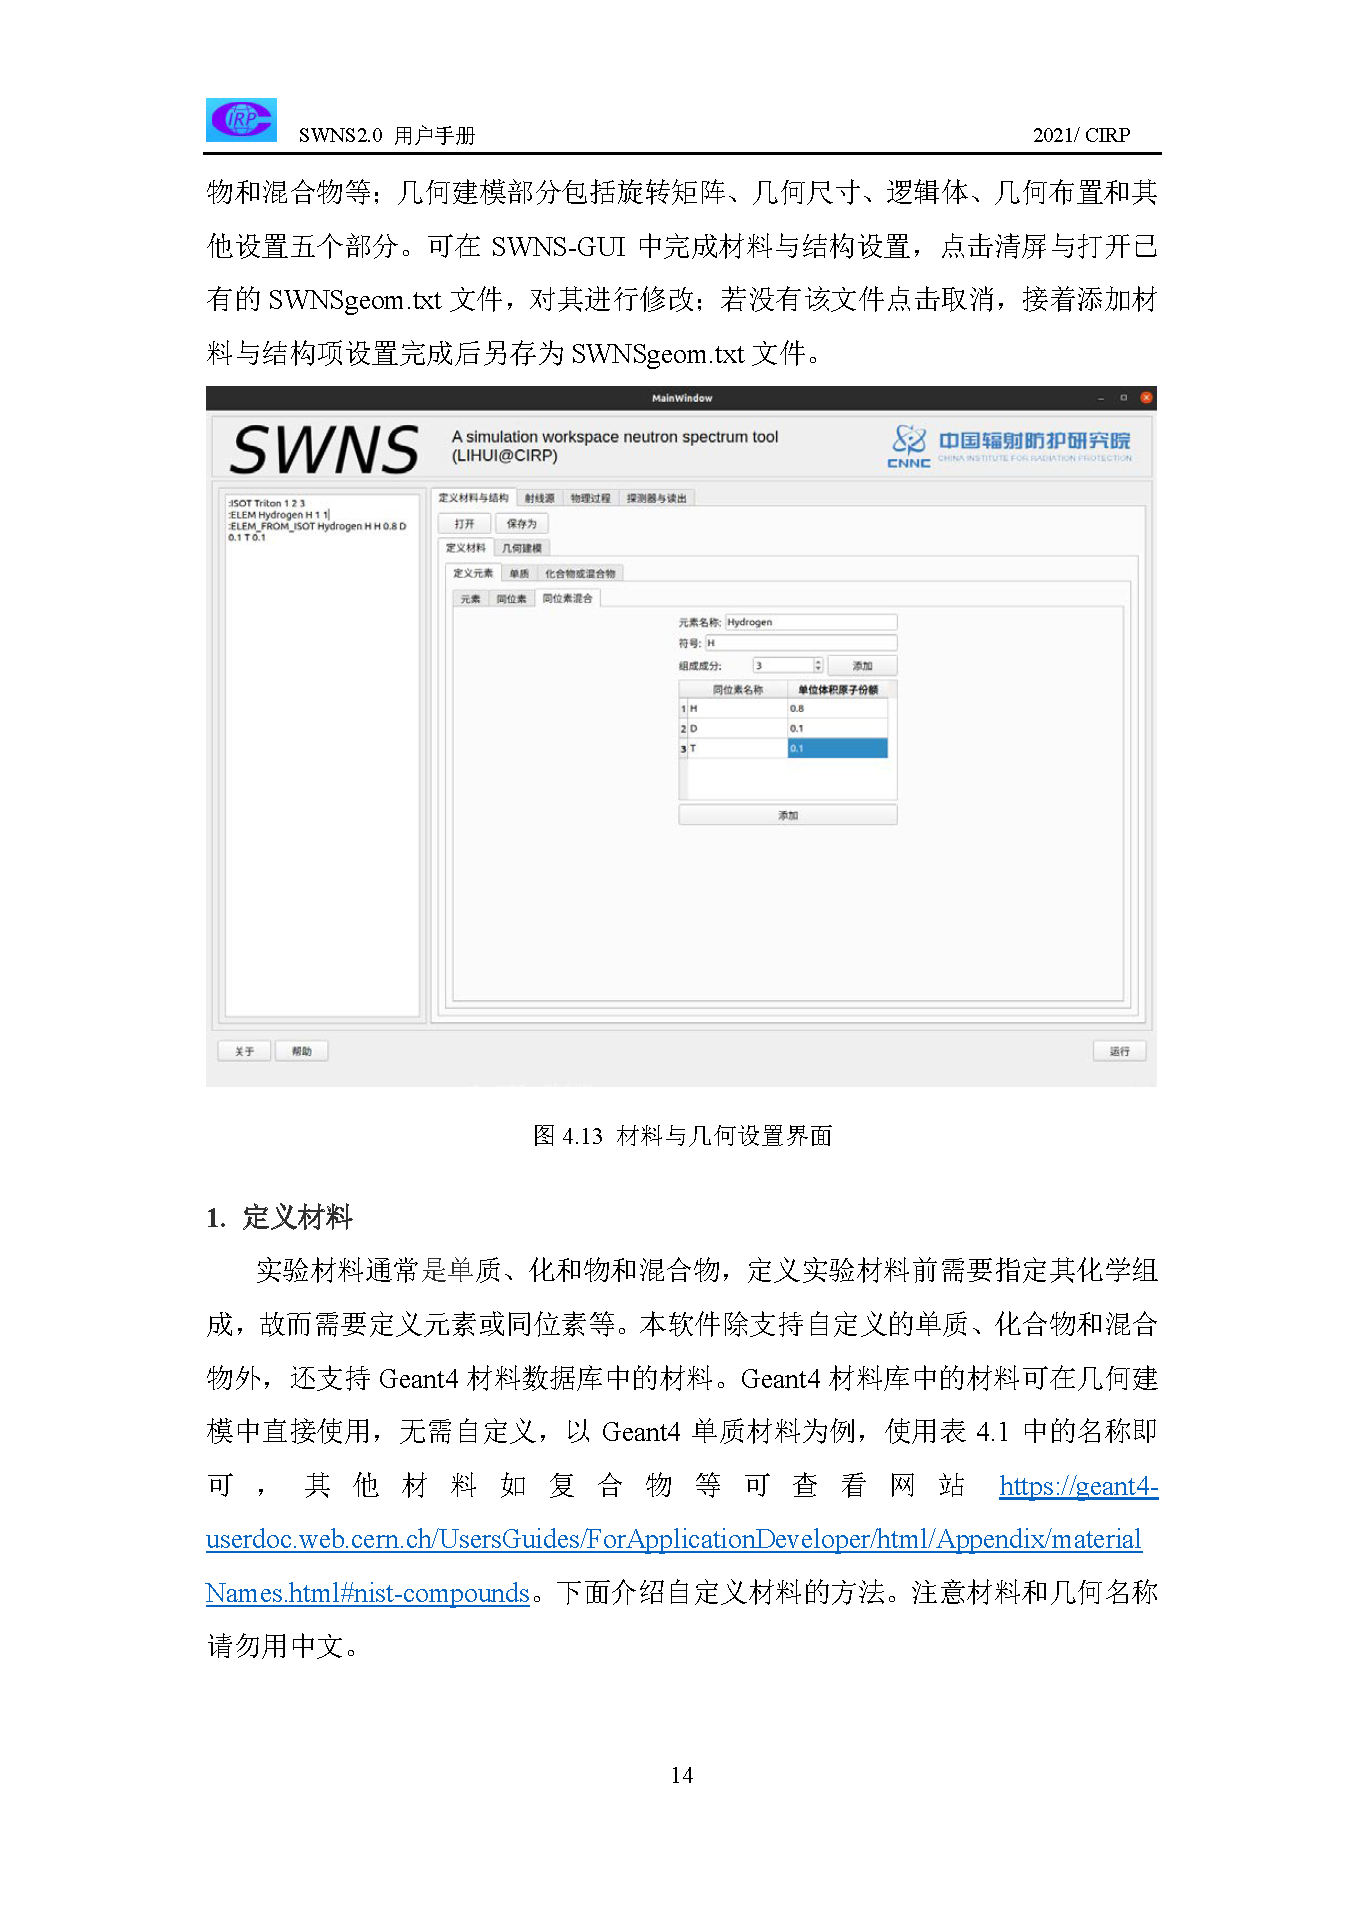 IRP
SWNS2.0 用户手册 2021/ CIRP
物和混合物等；几何建模部分包括旋转矩阵、几何尺寸、逻辑体、几何布置和其
他设置五个部分。可在 SWNS-GUI 中完成材料与结构设置，点击清屏与打开已
有的 SWNSgeom.txt 文件，对其进行修改；若没有该文件点击取消，接着添加材
料与结构项设置完成后另存为 SWNSgeom.txt 文件。
MainWindow
SWNS
A simulation workspace neutron spectrum tool
(LIHUI@CIRP)
CNNC
中国辐射防护研究院
CHINA INSTITUTE FOR RADIATION PROTECTION
:ISOT Triton 1 2 3
:ELEM Hydrogen H 1 1
:ELEM_FROM_ISOT Hydrogen H H 0.8 D
0.1 T 0.1
定义材料与结构 射线源 物理过程 探测器与读出
打开 保存为
定义材料 几何建模
定义元素 单质 化合物或混合物
元素 同位素 同位素混合
元素名称: Hydrogen
符号: H
组成成分: 3 添加
同位素名称 单位体积原子份额
1 H 0.8
2 D 0.1
3 T 0.1
添加
关于 帮助 运行
图 4.13 材料与几何设置界面
1. 定义材料
实验材料通常是单质、化和物和混合物，定义实验材料前需要指定其化学组
成，故而需要定义元素或同位素等。本软件除支持自定义的单质、化合物和混合
物外，还支持 Geant4 材料数据库中的材料。Geant4 材料库中的材料可在几何建
模中直接使用，无需自定义，以 Geant4 单质材料为例，使用表 4.1 中的名称即
可，其他材料如复合物等可查看网站 https://geant4-
userdoc.web.cern.ch/UsersGuides/ForApplicationDeveloper/html/Appendix/material
Names.html#nist-compounds。下面介绍自定义材料的方法。注意材料和几何名称
请勿用中文。
14